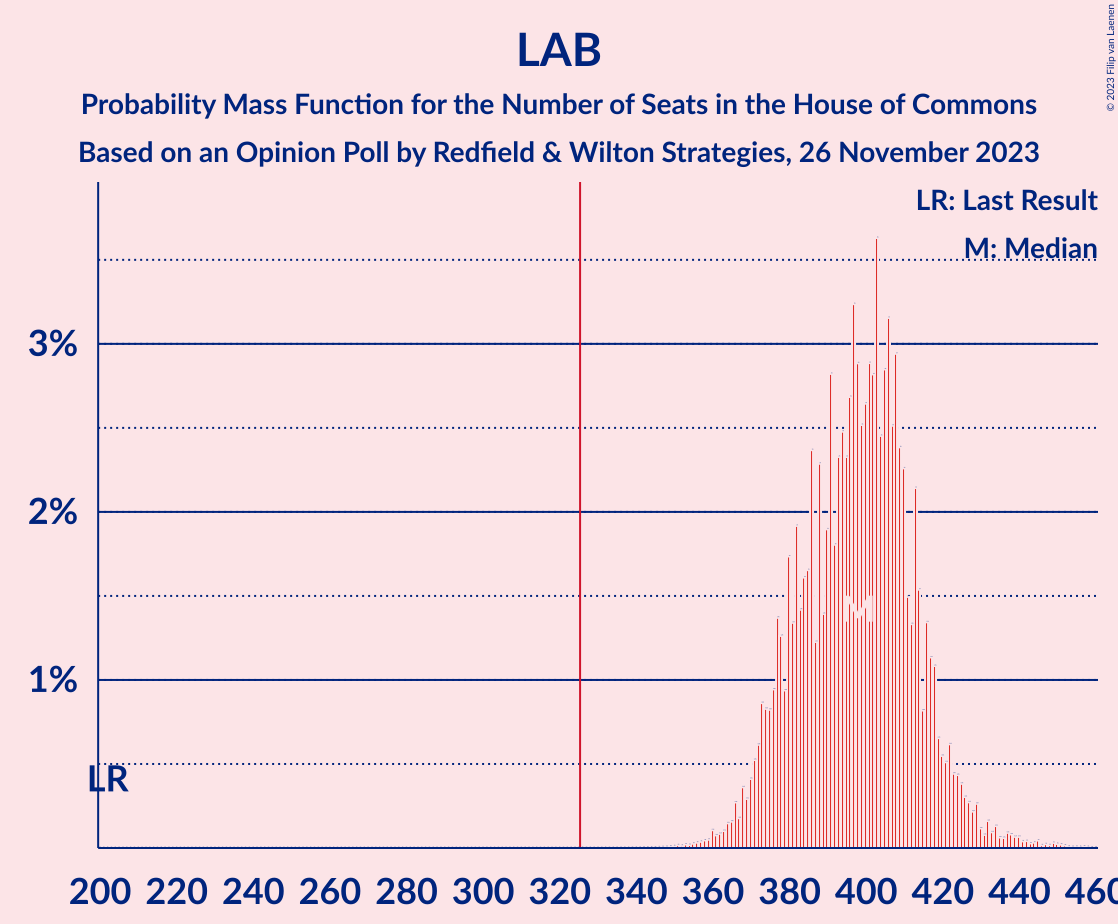 © 2023 Filip van Laenen
LAB
Probability Mass Function for the Number of Seats in the House of Commons
Based on an Opinion Poll by Redfield & Wilton Strategies, 26 November 2023
LR: Last Result
M: Median
3%
2%
1%
LR
M
200 220 240 260 280 300 320 340 360 380 400 420 440 460